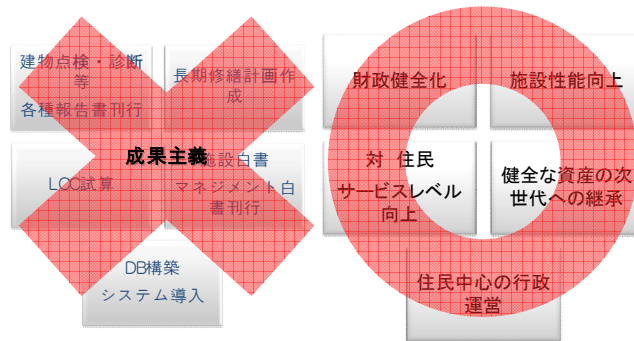 建物点検・診断
等
各種報告書刊行
長期修繕計画作
成
成果主義
LCC試算
施設白書
マネジメント白
書刊行
DB構築
システム導入
財政健全化
施設性能向上
対 住民
サービスレベル
向上
健全な資産の次
世代への継承
住民中心の行政
運営